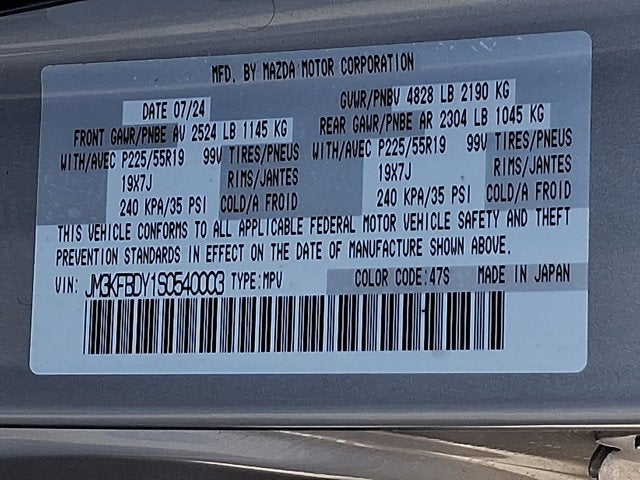 MFD. BY MAZDA MOTOR CORPORATION
DATE 07/24 GVWR/PNBV 4828 LB 2190 KG
FRONT GAWR/PNBE AV 2524 LB 1145 KG REAR GAWR/PNBE AR 2304 LB 1045 KG
WITH/AVEC P225/55R19 99V TIRES/PNEUS WITH/AVEC P225/55R19 99V TIRES/PNEUS
19X7J RIMS/JANTES 19X7J RIMS/JANTES
240 KPA/35 PSI COLD/A FROID 240 KPA/35 PSI COLD/A FROID
THIS VEHICLE CONFORMS TO ALL APPLICABLE FEDERAL MOTOR VEHICLE SAFETY AND THEFT
PREVENTION STANDARDS IN EFFECT ON THE DATE OF MANUFACTURE SHOWN ABOVE.
VIN: JM3KFBDY1S0540003 TYPE:MPV COLOR CODE:47S MADE IN JAPAN